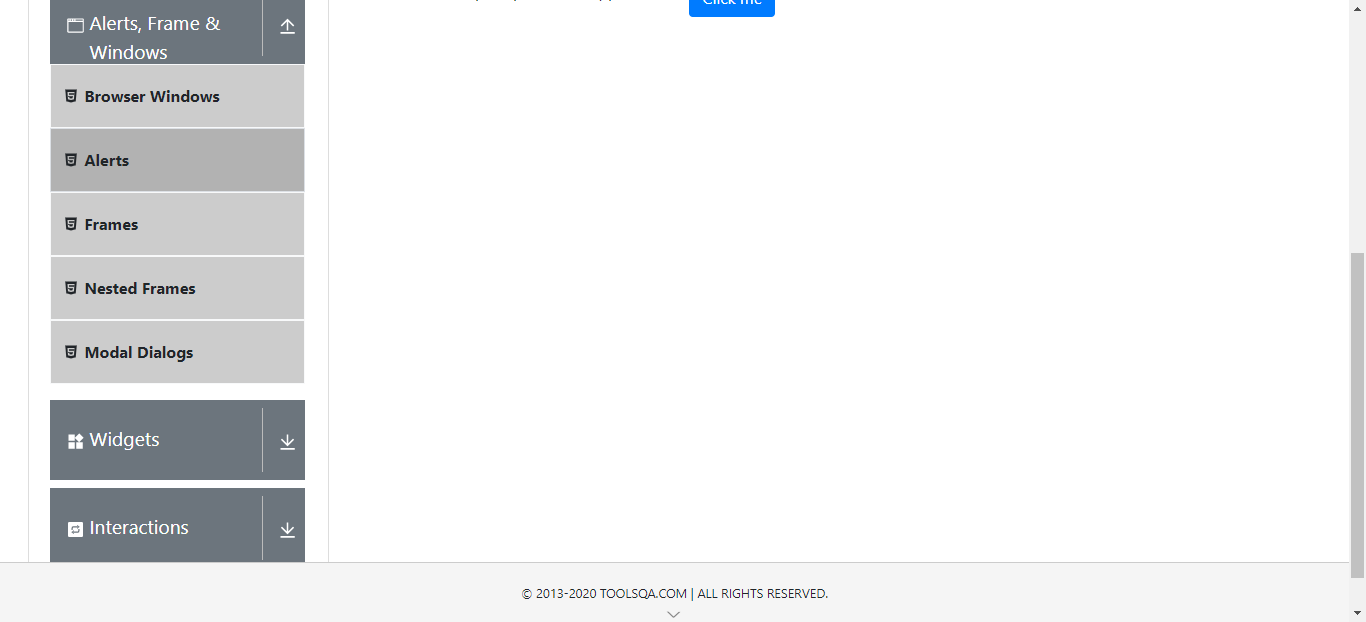 Click me
Alerts, Frame &
Windows
Browser Windows
Alerts
Frames
Nested Frames
Modal Dialogs
Widgets
Interactions
© 2013-2020 TOOLSQA.COM | ALL RIGHTS RESERVED.